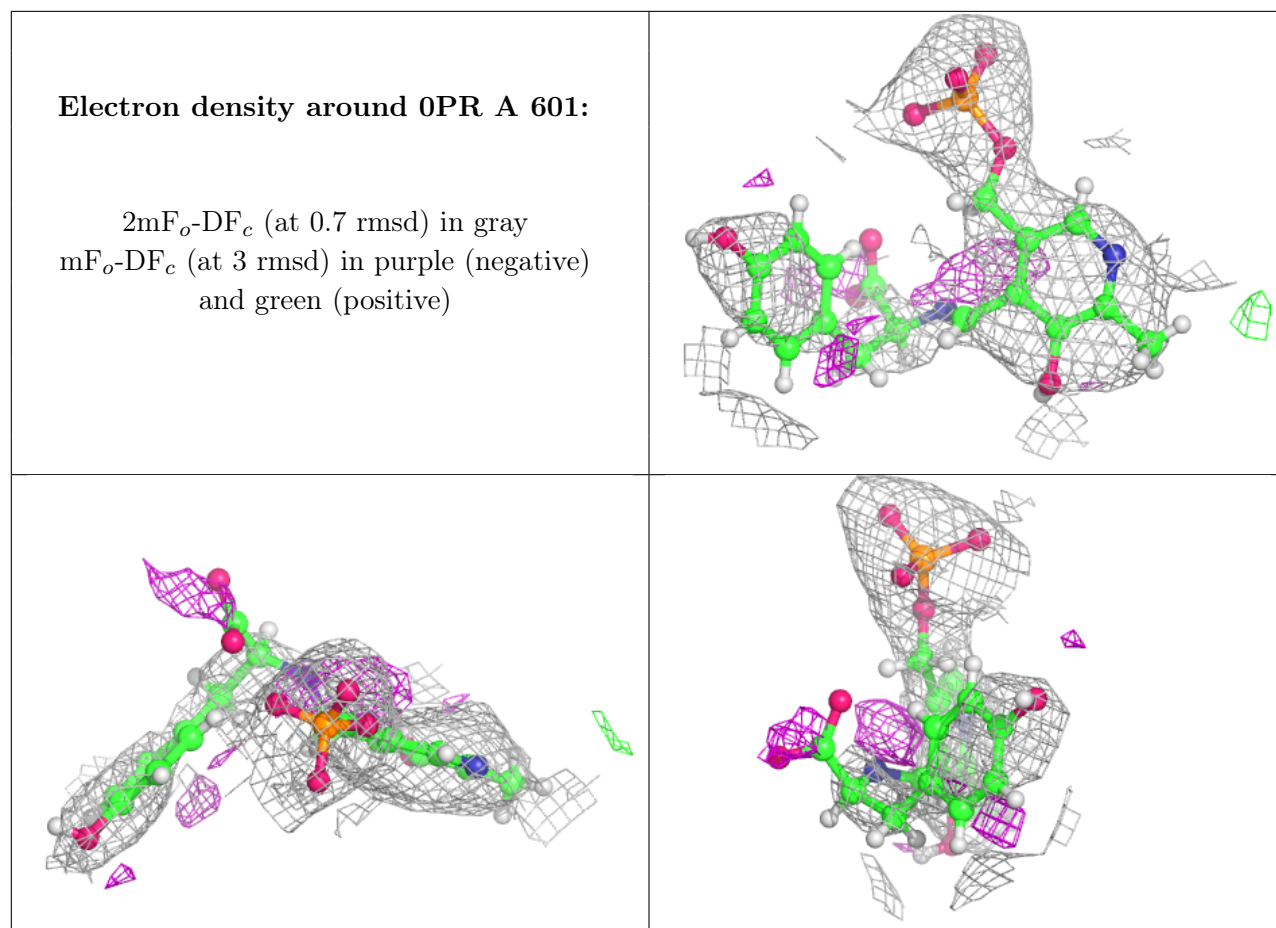 Electron density around 0PR A 601:
2mFo-DFc (at 0.7 rmsd) in gray
mFo-DFc (at 3 rmsd) in purple (negative)
and green (positive)